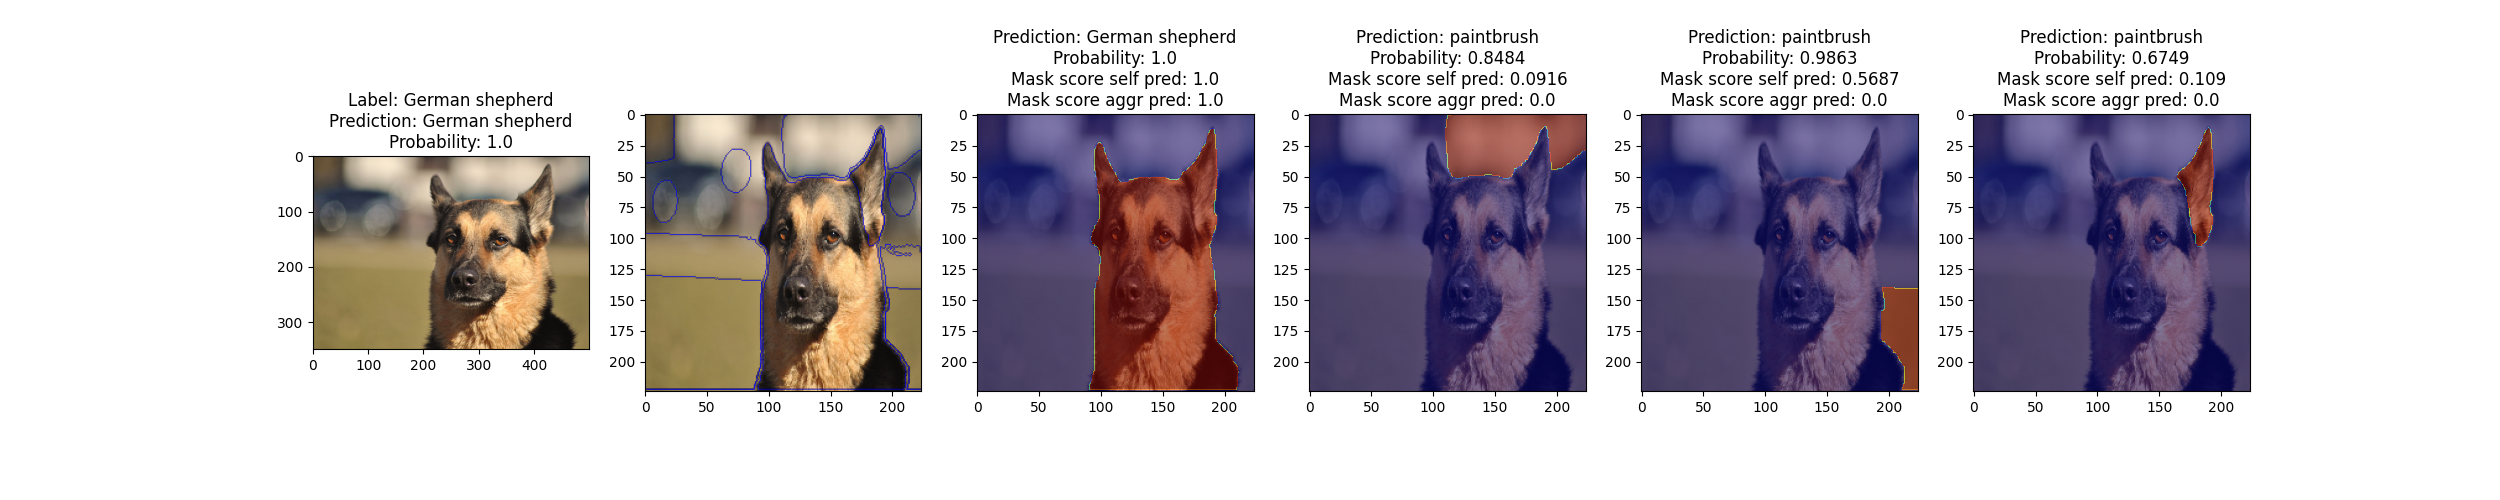 Label: German shepherd
Prediction: German shepherd
Probability: 1.0
0
100
200
300
0 100 200 300 400
0
25
50
75
100
125
150
175
200
0 50 100 150 200
Prediction: German shepherd
Probability: 1.0
Mask score self pred: 1.0
Mask score aggr pred: 1.0
0
25
50
75
100
125
150
175
200
0 50 100 150 200
Prediction: paintbrush
Probability: 0.8484
Mask score self pred: 0.0916
Mask score aggr pred: 0.0
0
25
50
75
100
125
150
175
200
0 50 100 150 200
Prediction: paintbrush
Probability: 0.9863
Mask score self pred: 0.5687
Mask score aggr pred: 0.0
0
25
50
75
100
125
150
175
200
0 50 100 150 200
Prediction: paintbrush
Probability: 0.6749
Mask score self pred: 0.109
Mask score aggr pred: 0.0
0
25
50
75
100
125
150
175
200
0 50 100 150 200